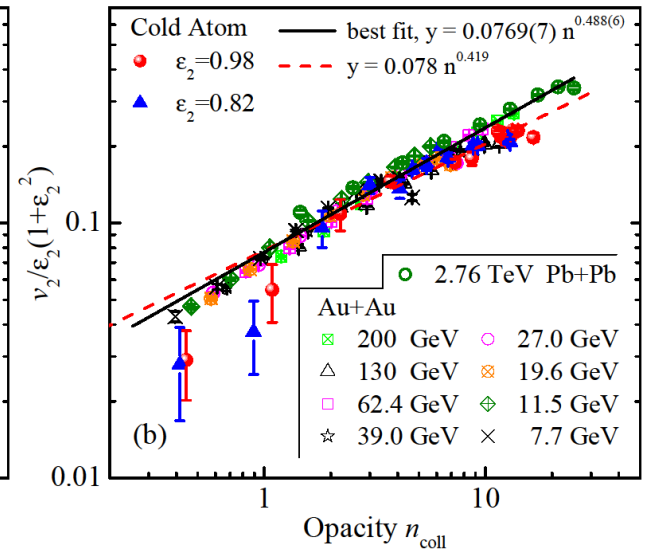 Cold Atom
ε2=0.98
ε2=0.82
best fit, y = 0.0769(7) n^0.488(6)
y = 0.078 n^0.419
0.1
0.01
v2/ε2(1+ε2^2)
2.76 TeV Pb+Pb
Au+Au
200 GeV 27.0 GeV
130 GeV 19.6 GeV
62.4 GeV 11.5 GeV
39.0 GeV 7.7 GeV
(b)
1 10
Opacity n_coll